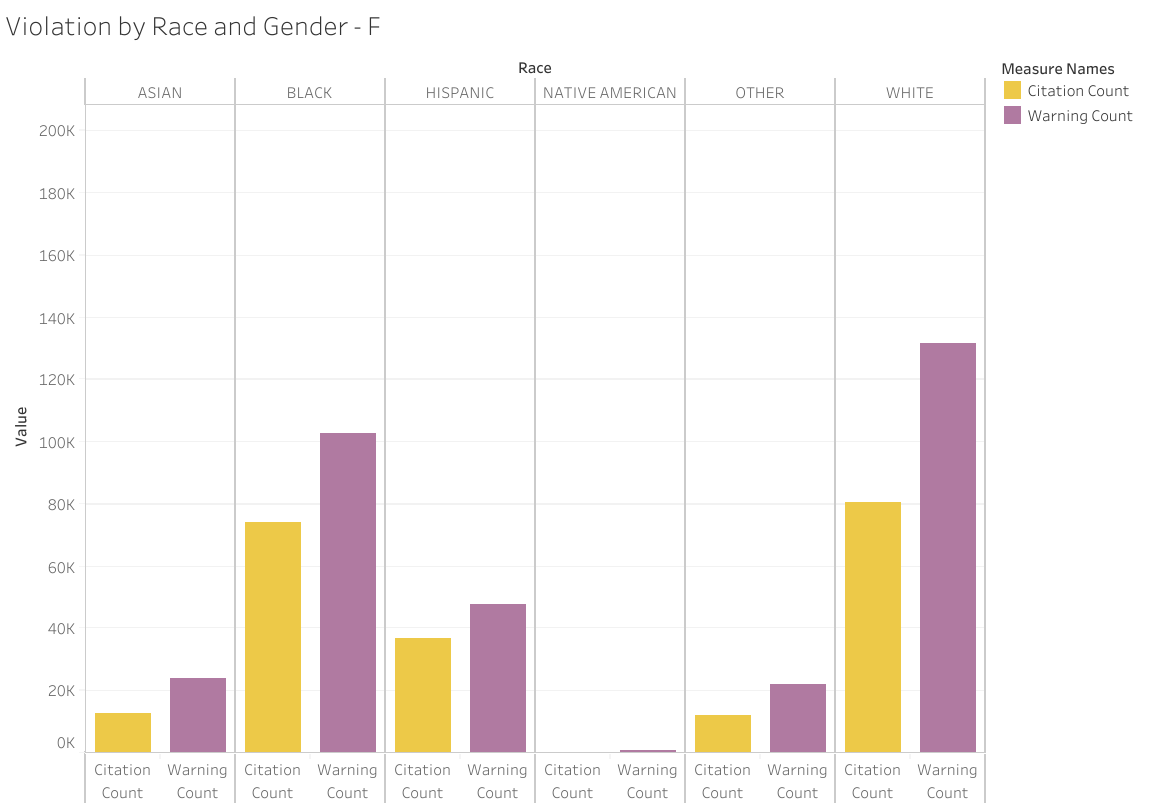 Violation by Race and Gender - F
Race
Measure Names
Citation Count
Warning Count
ASIAN BLACK HISPANIC NATIVE AMERICAN OTHER WHITE
200K
180K
160K
140K
120K
Value
100K
80K
60K
40K
20K
0K
Citation Warning Citation Warning Citation Warning Citation Warning Citation Warning Citation Warning
Count Count Count Count Count Count Count Count Count Count Count Count